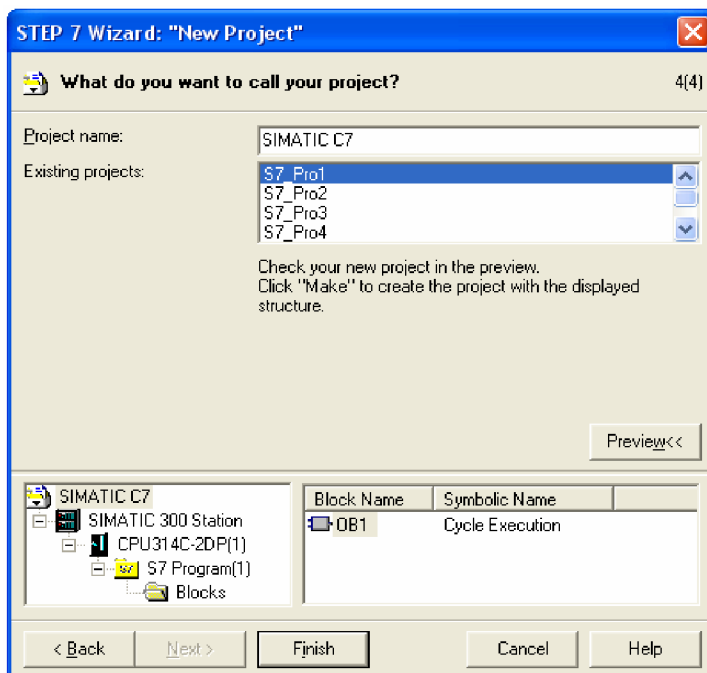 STEP 7 Wizard: "New Project"
What do you want to call your project?
4(4)
Project name:
SIMATIC C7
Existing projects:
S7_Pro1
S7_Pro2
S7_Pro3
S7_Pro4
Check your new project in the preview.
Click "Make" to create the project with the displayed
structure.
Preview<<
SIMATIC C7
SIMATIC 300 Station
CPU314C-2DP(1)
S7 Program(1)
Blocks
Block Name Symbolic Name
OB1 Cycle Execution
< Back Next > Finish Cancel Help